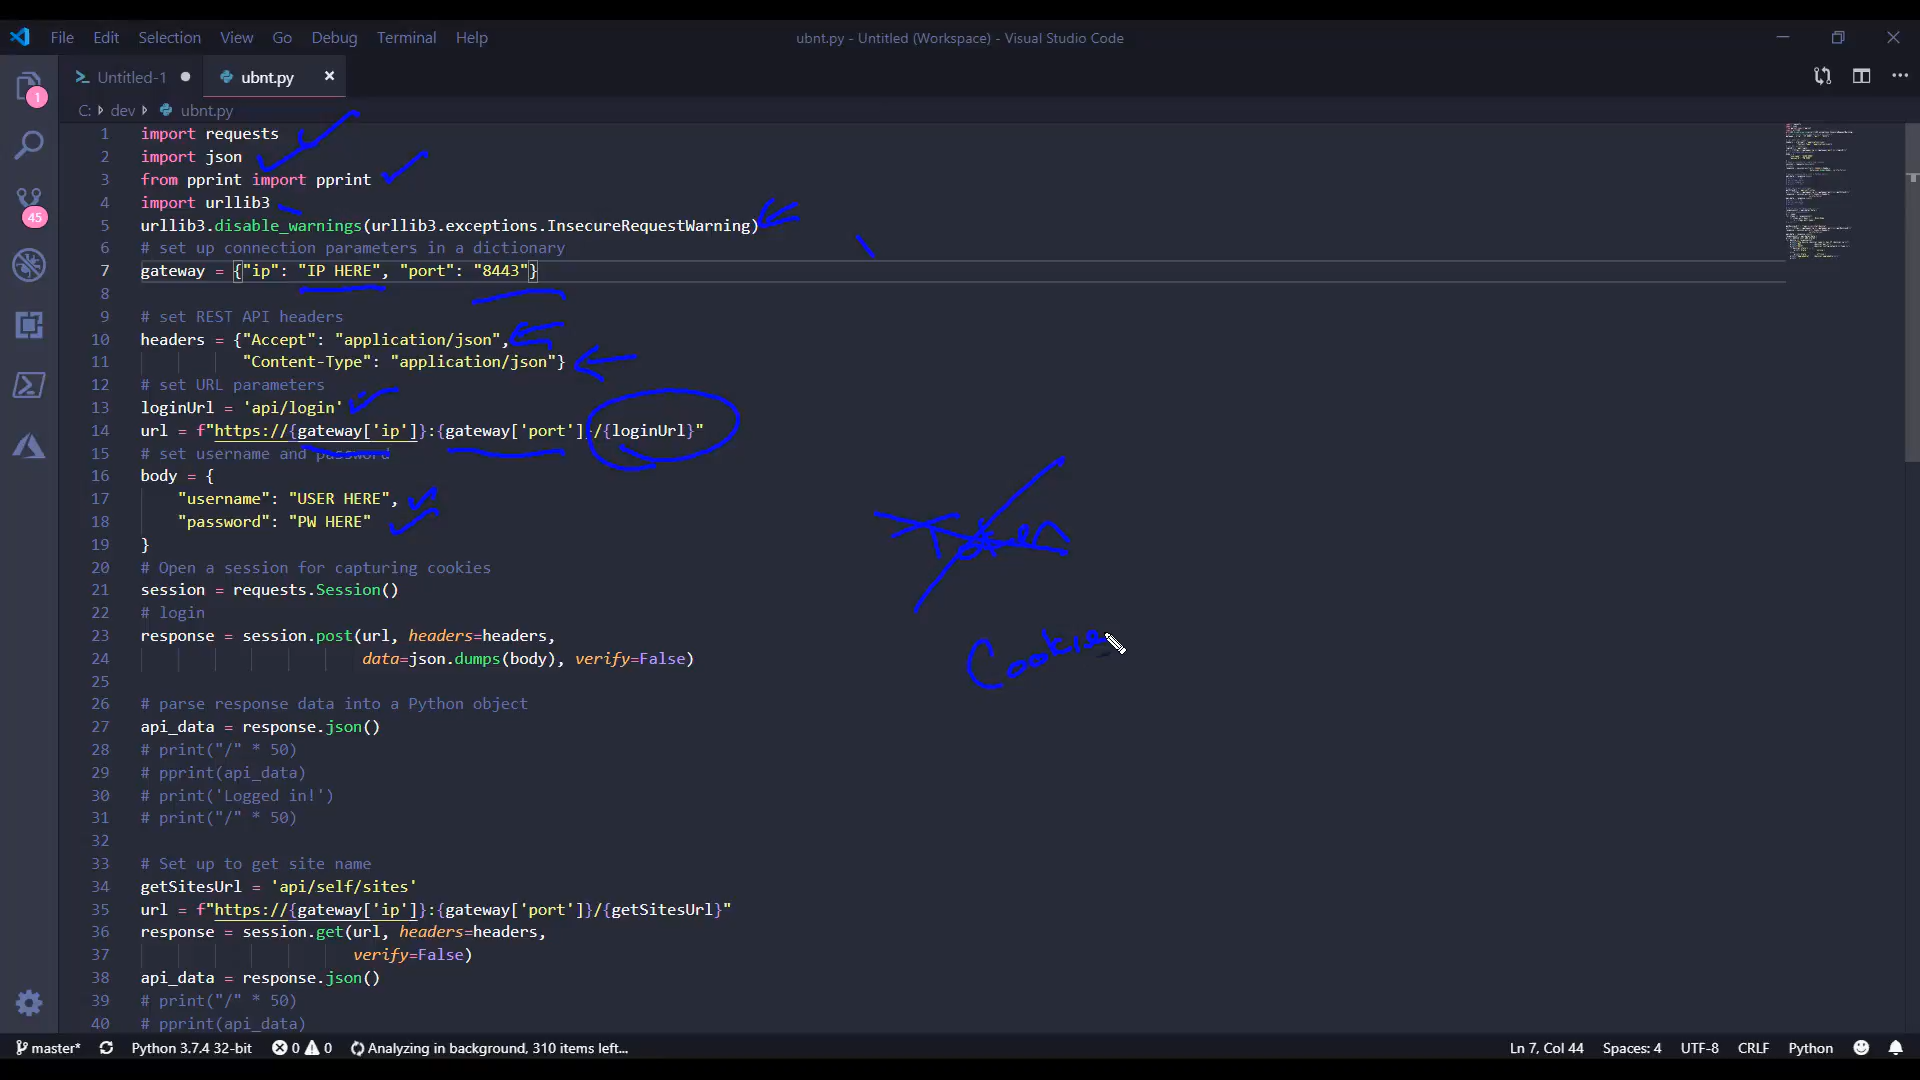 File Edit Selection View Go Debug Terminal Help
ubnt.py - Untitled (Workspace) - Visual Studio Code
Untitled-1 ubnt.py
C: dev ubnt.py
1 import requests
2 import json
3 from pprint import pprint
4 import urllib3
5 urllib3.disable_warnings(urllib3.exceptions.InsecureRequestWarning)
6 # set up connection parameters in a dictionary
7 gateway = {"ip": "IP HERE", "port": "8443"}
8
9 # set REST API headers
10 headers = {"Accept": "application/json",
11 "Content-Type": "application/json"}
12 # set URL parameters
13 loginUrl = 'api/login'
14 url = f"https://{gateway['ip']}:{gateway['port']}/{loginUrl}"
15 # set username and password
16 body = {
17 "username": "USER HERE",
18 "password": "PW HERE"
19 }
20 # Open a session for capturing cookies
21 session = requests.Session()
22 # login
23 response = session.post(url, headers=headers,
24 data=json.dumps(body), verify=False)
25
26 # parse response data into a Python object
27 api_data = response.json()
28 # print("/" * 50)
29 # pprint(api_data)
30 # print('Logged in!')
31 # print("/" * 50)
32
33 # Set up to get site name
34 getSitesUrl = 'api/self/sites'
35 url = f"https://{gateway['ip']}:{gateway['port']}/{getSitesUrl}"
36 response = session.get(url, headers=headers,
37 verify=False)
38 api_data = response.json()
39 # print("/" * 50)
40 # pprint(api_data)
Token
Cookie
1
45
master* Python 3.7.4 32-bit 0 0 Analyzing in background, 310 items left... Ln 7, Col 44 Spaces: 4 UTF-8 CRLF Python